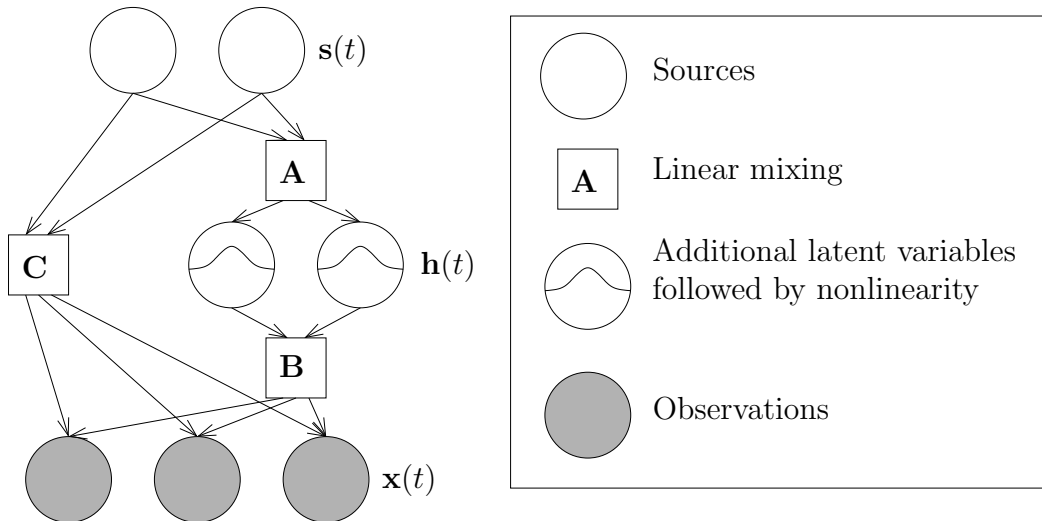 s(t)
A
C
h(t)
B
x(t)
Sources
A
Linear mixing
Additional latent variables
followed by nonlinearity
Observations